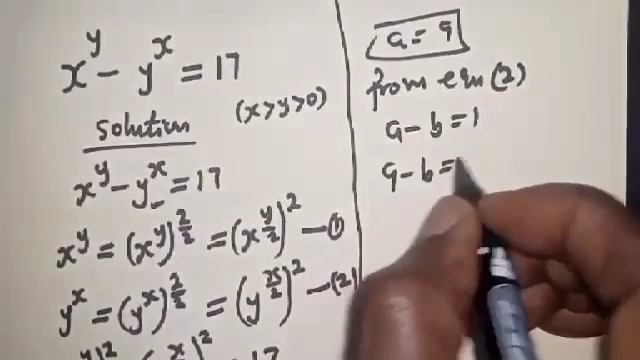 x^y - y^x = 17
(x>y>0)
solution
x^y - y^x = 17
x^y = (x^y)^{2/2} = (x^{y/2})^2 — (1)
y^x = (y^x)^{2/2} = (y^{x/2})^2 — (2)
= 17
a = 9
from eqn (2)
a - b = 1
9 - b =